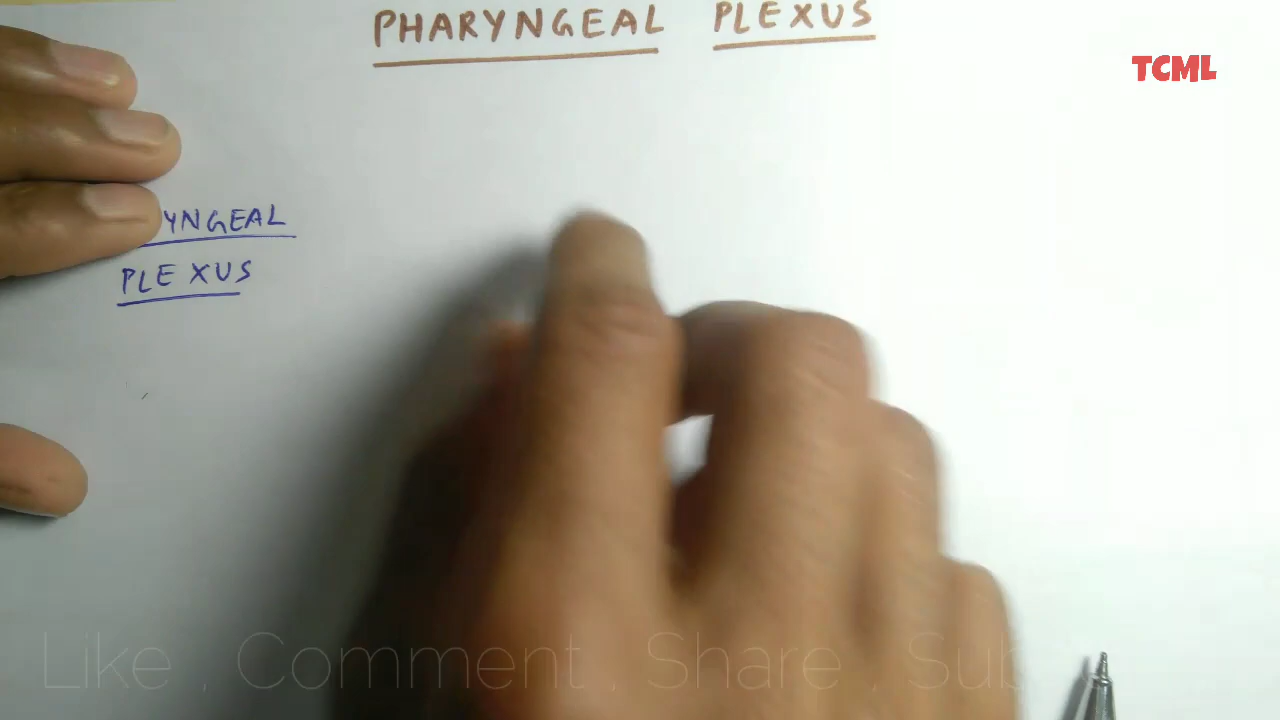 PHARYNGEAL PLEXUS
TCML
YNGEAL
PLEXUS
Like , Comment , Share , Sub